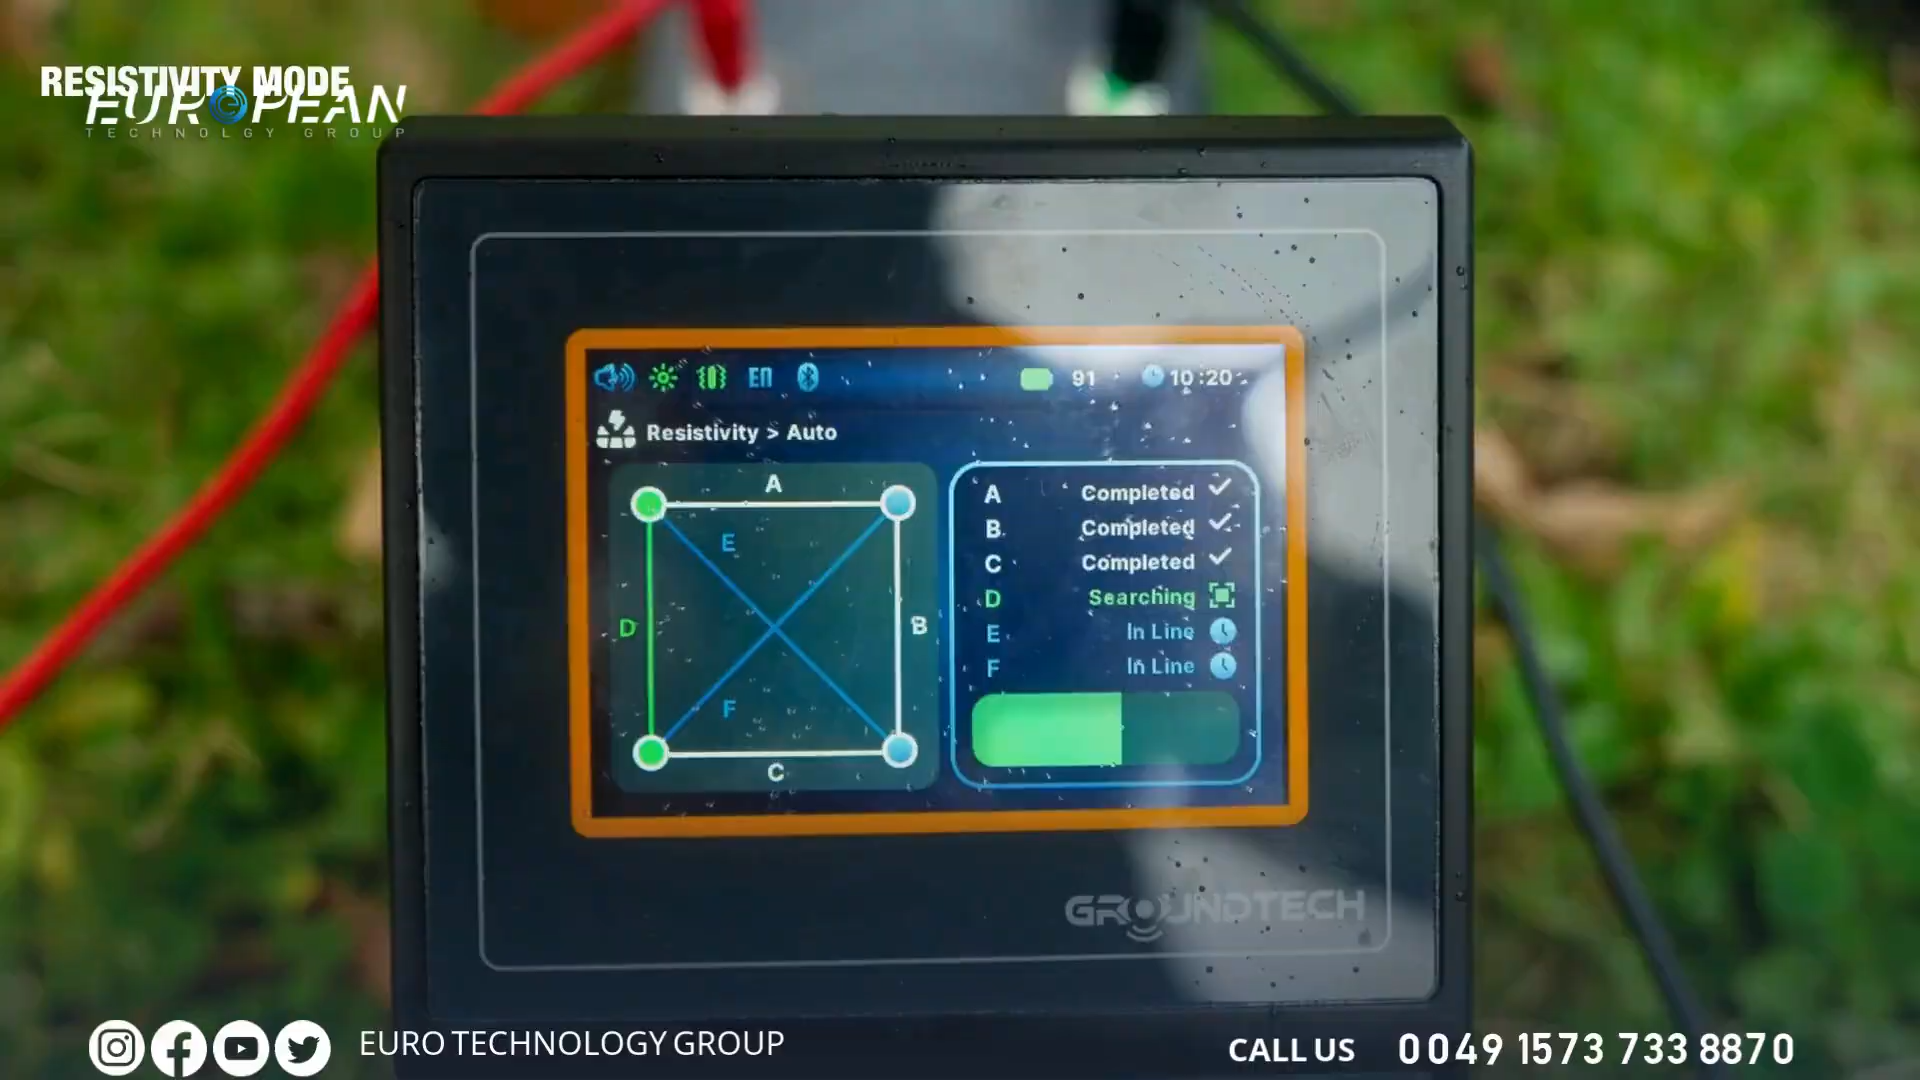 RESISTIVITY MODE
EUROPEAN
TECHNOLGY GROUP
EN 91 10:20
Resistivity > Auto
A
E
D
B
F
C
A Completed
B Completed
C Completed
D Searching
E In Line
F In Line
GROUNDTECH
EURO TECHNOLOGY GROUP
CALL US 0049 1573 733 8870